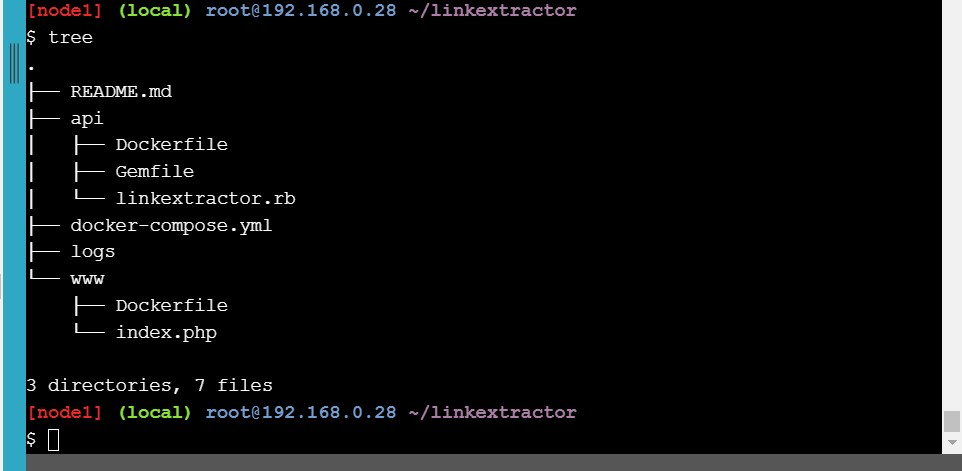 [node1] (local) root@192.168.0.28 ~/linkextractor
$ tree
.
├── README.md
├── api
│   ├── Dockerfile
│   ├── Gemfile
│   └── linkextractor.rb
├── docker-compose.yml
├── logs
└── www
    ├── Dockerfile
    └── index.php

3 directories, 7 files
[node1] (local) root@192.168.0.28 ~/linkextractor
$